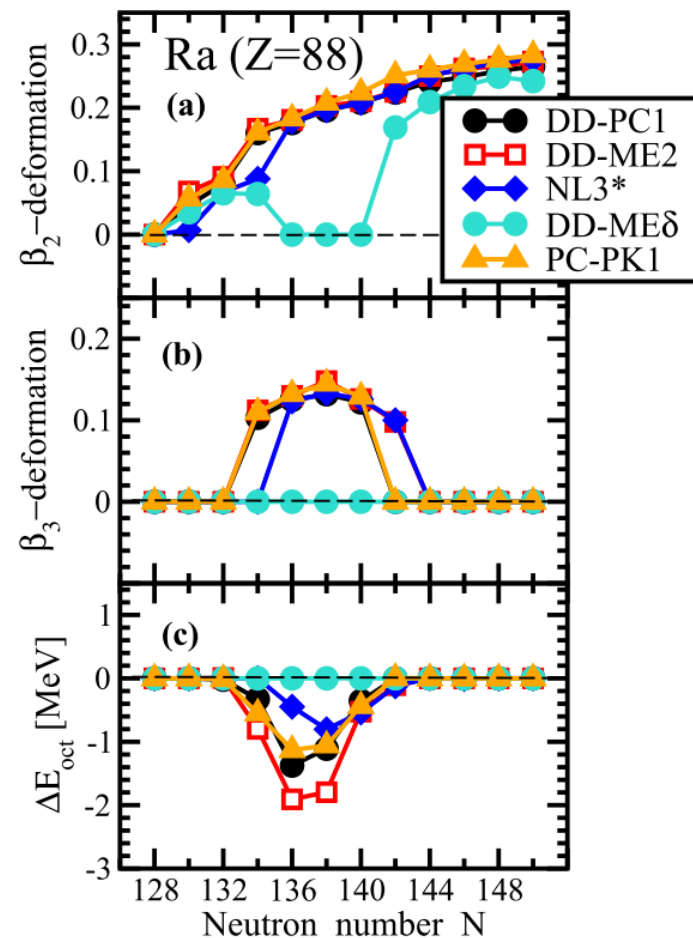 Ra (Z=88)
(a)
0.3
0.2
0.1
0
β₂−deformation
DD-PC1
DD-ME2
NL3*
DD-MEδ
PC-PK1
(b)
0.2
0.1
0
β₃−deformation
(c)
1
0
-1
-2
-3
ΔE_oct [MeV]
128 132 136 140 144 148
Neutron number N